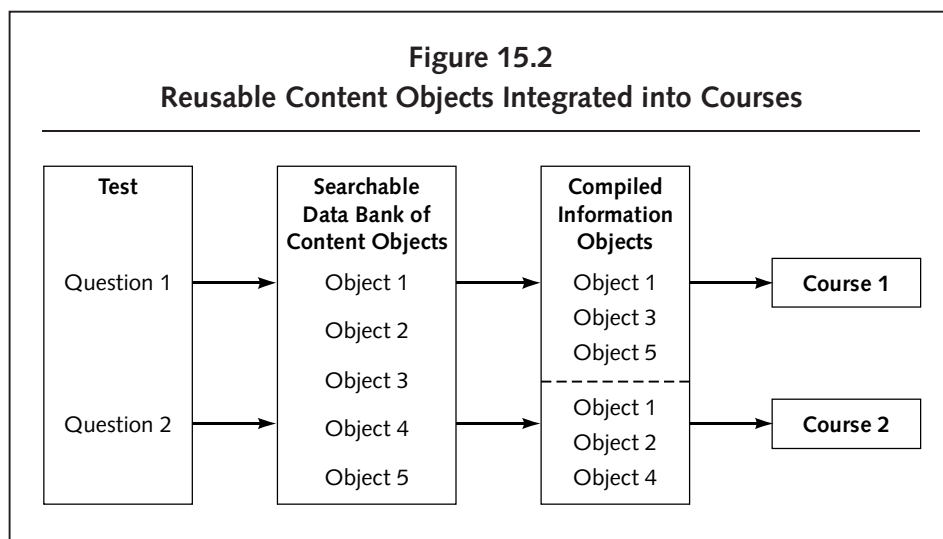 Figure 15.2
Reusable Content Objects Integrated into Courses
Test
Question 1
Question 2
Searchable
Data Bank of
Content Objects
Object 1
Object 2
Object 3
Object 4
Object 5
Compiled
Information
Objects
Object 1
Object 3
Object 5
Object 1
Object 2
Object 4
Course 1
Course 2